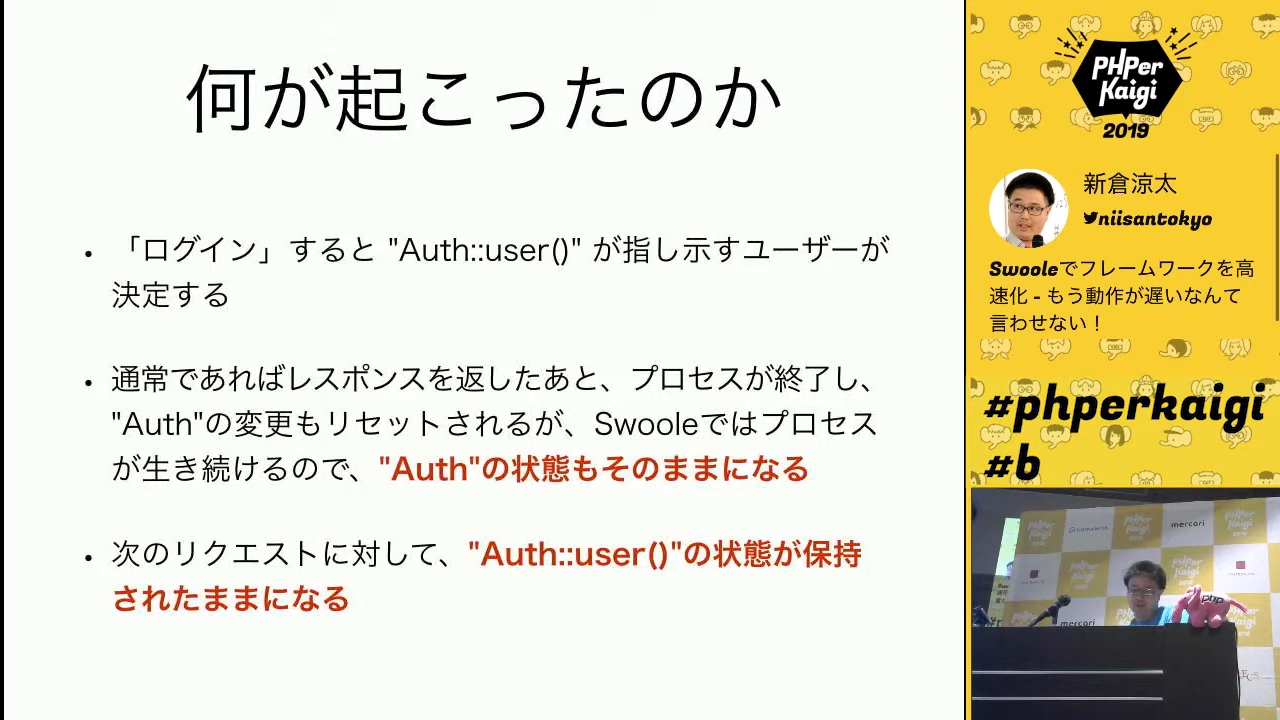 何が起こったのか
・「ログイン」すると "Auth::user()" が指し示すユーザーが
決定する
・通常であればレスポンスを返したあと、プロセスが終了し、
"Auth"の変更もリセットされるが、Swooleではプロセス
が生き続けるので、"Auth"の状態もそのままになる
・次のリクエストに対して、"Auth::user()"の状態が保持
されたままになる
PHPer
Kaigi
2019
新倉涼太
niisantokyo
Swooleでフレームワークを高
速化 - もう動作が遅いなんて
言わせない！
#phperkaigi
#b
mercari
PHPer
Kaigi
mercari
php